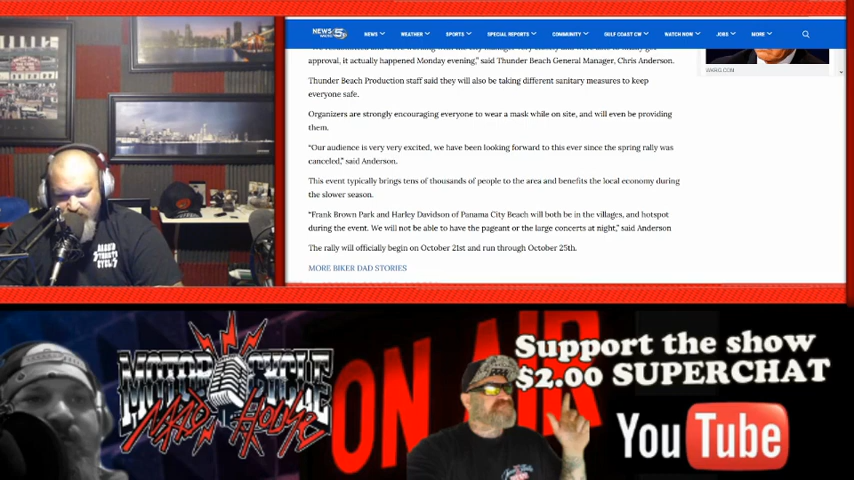 NEWS 5
NEWS WEATHER SPORTS SPECIAL REPORTS COMMUNITY GULF COAST CW WATCH NOW JOBS MORE
approval, it actually happened Monday evening,” said Thunder Beach General Manager, Chris Anderson.
WKRG.COM
Thunder Beach Production staff said they will also be taking different sanitary measures to keep
everyone safe.
Organizers are strongly encouraging everyone to wear a mask while on site, and will even be providing
them.
“Our audience is very very excited, we have been looking forward to this ever since the spring rally was
canceled,” said Anderson.
This event typically brings tens of thousands of people to the area and benefits the local economy during
the slower season.
“Frank Brown Park and Harley Davidson of Panama City Beach will both be in the villages, and hotspot
during the event. We will not be able to have the pageant or the large concerts at night,” said Anderson
The rally will officially begin on October 21st and run through October 25th.
MORE BIKER DAD STORIES
MOTORCYCLE
MAD HOUSE
ON AIR
Support the show
$2.00 SUPERCHAT
YouTube